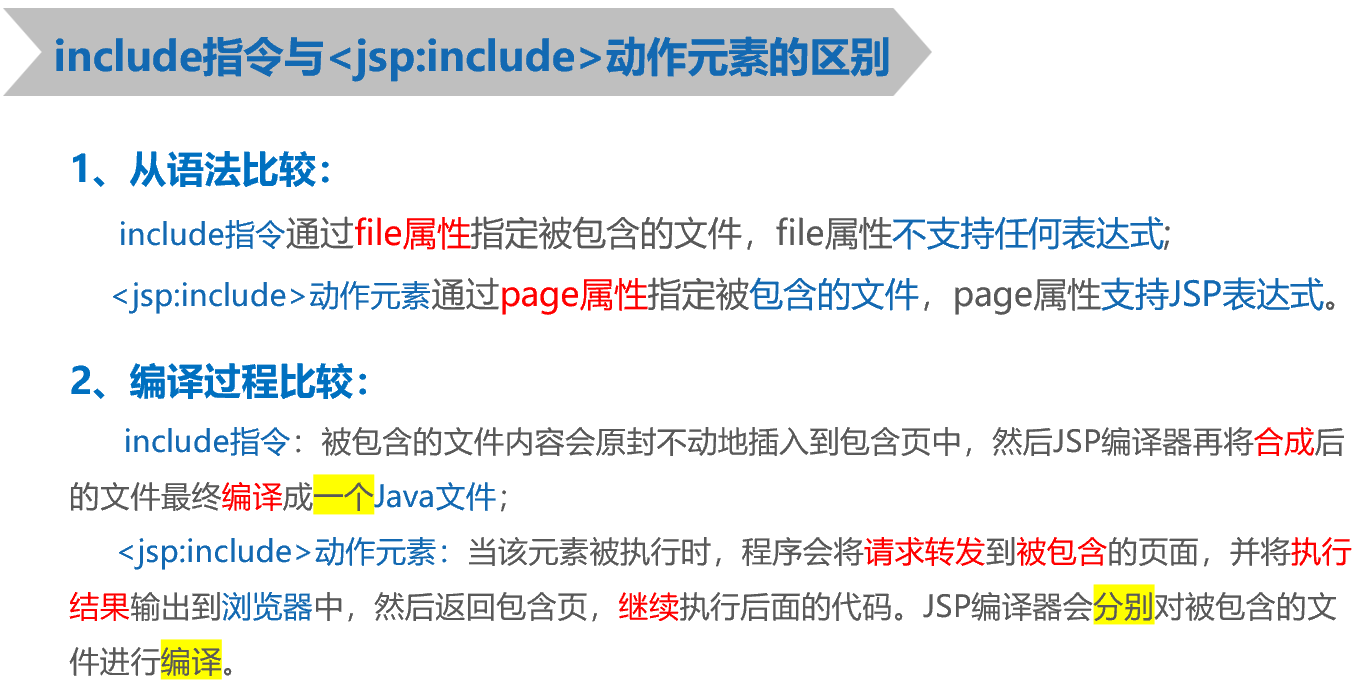 include指令与<jsp:include>动作元素的区别
1、从语法比较：
include指令通过file属性指定被包含的文件，file属性不支持任何表达式;
<jsp:include>动作元素通过page属性指定被包含的文件，page属性支持JSP表达式。
2、编译过程比较：
include指令：被包含的文件内容会原封不动地插入到包含页中，然后JSP编译器再将合成后
的文件最终编译成一个Java文件；
<jsp:include>动作元素：当该元素被执行时，程序会将请求转发到被包含的页面，并将执行
结果输出到浏览器中，然后返回包含页，继续执行后面的代码。JSP编译器会分别对被包含的文
件进行编译。